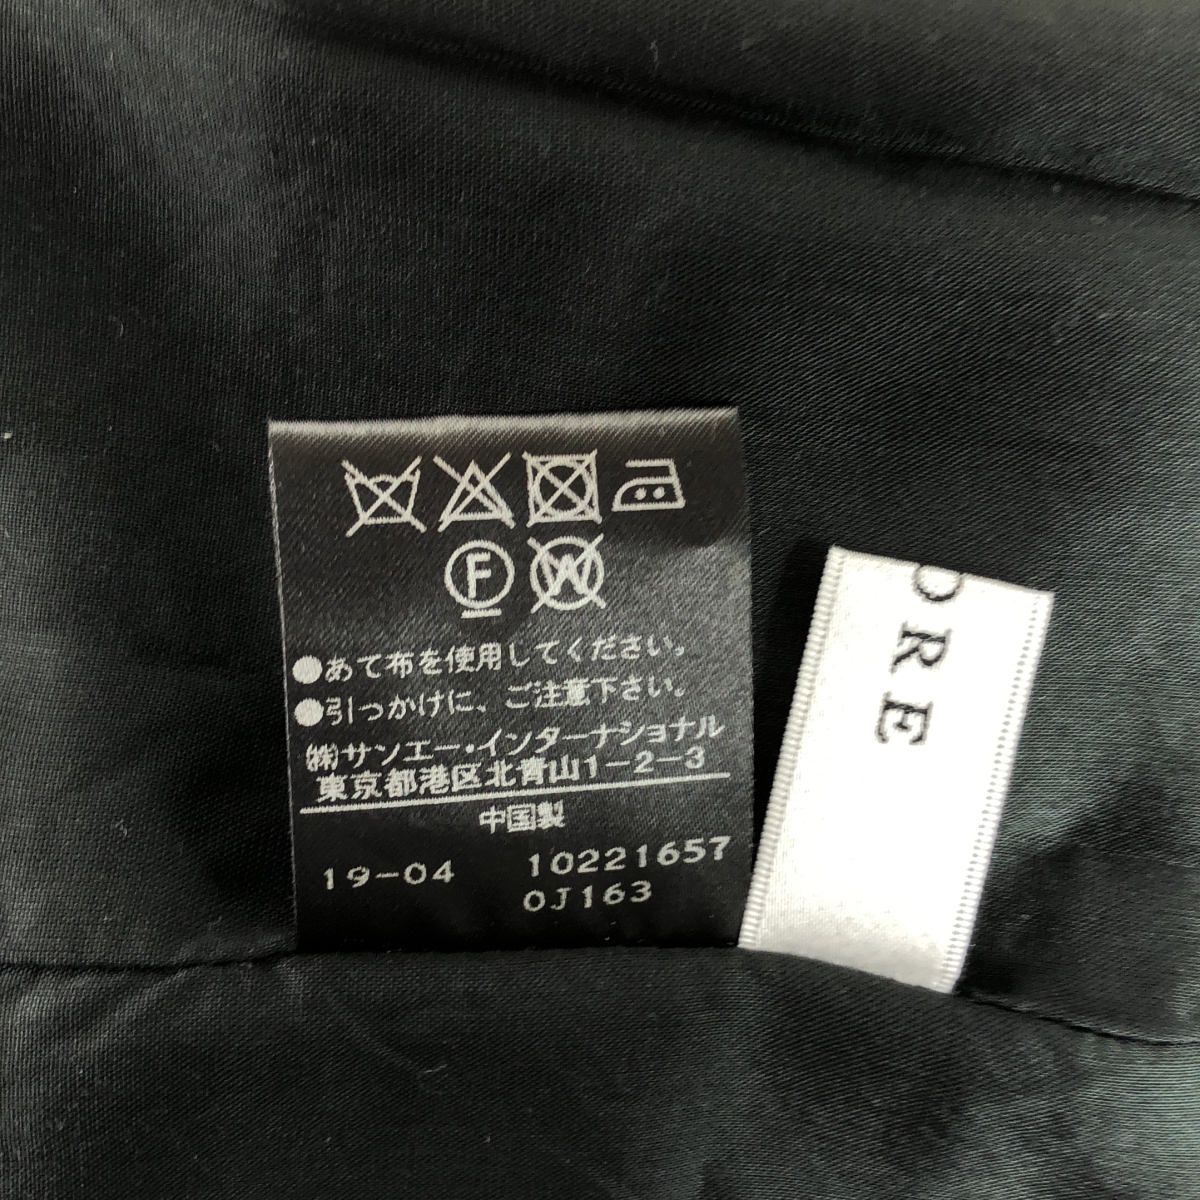 F W
●あて布を使用してください。
●引つかけに、ご注意下さい。
㈱サンエー・インターナショナル
東京都港区北青山1-2-3
中国製
19-04 10221657
0J163
ORE